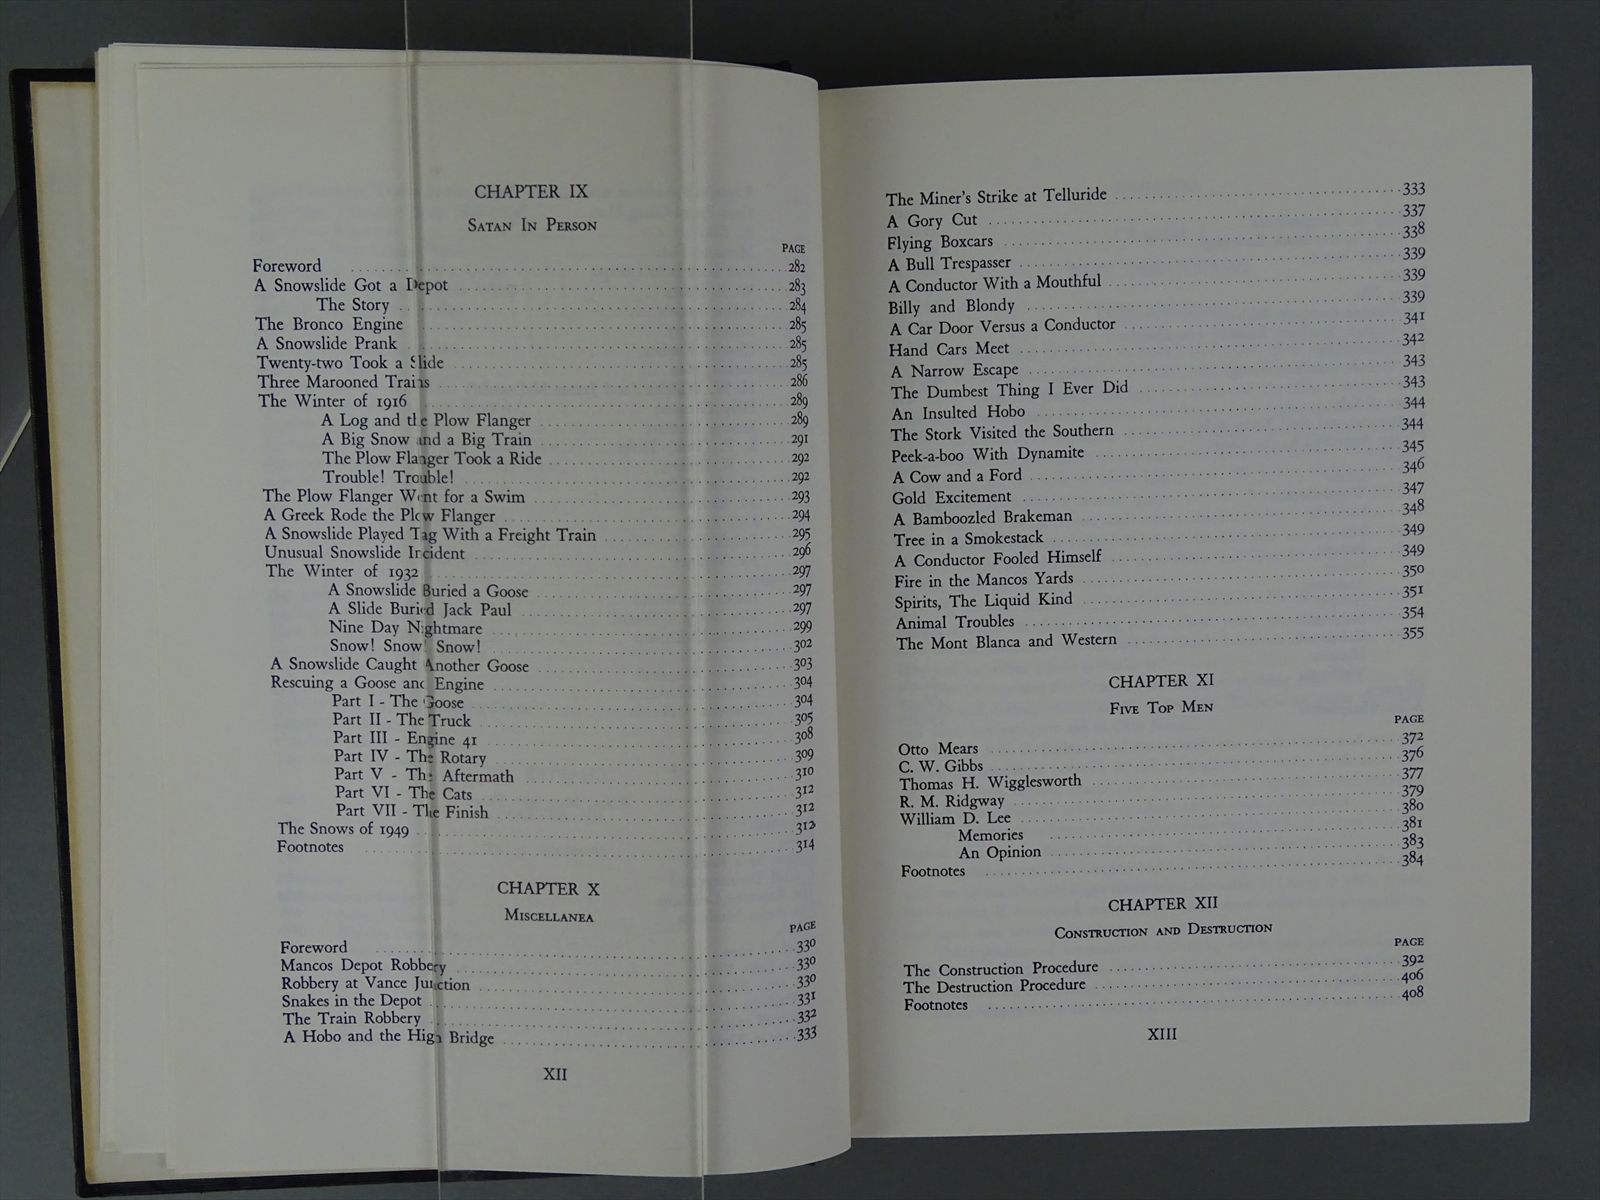 CHAPTER IX
Satan In Person
PAGE
Foreword 282
A Snowslide Got a Depot 283
The Story 284
The Bronco Engine 285
A Snowslide Prank 285
Twenty-two Took a Slide 285
Three Marooned Trains 286
The Winter of 1916 289
A Log and the Plow Flanger 289
A Big Snow and a Big Train 291
The Plow Flanger Took a Ride 292
Trouble! Trouble! 292
The Plow Flanger Went for a Swim 293
A Greek Rode the Plow Flanger 294
A Snowslide Played Tag With a Freight Train 295
Unusual Snowslide Incident 296
The Winter of 1932 297
A Snowslide Buried a Goose 297
A Slide Buried Jack Paul 297
Nine Day Nightmare 299
Snow! Snow! Snow! 302
A Snowslide Caught Another Goose 303
Rescuing a Goose and Engine 304
Part I - The Goose 304
Part II - The Truck 305
Part III - Engine 41 308
Part IV - The Rotary 309
Part V - The Aftermath 310
Part VI - The Cats 312
Part VII - The Finish 312
The Snows of 1949
Footnotes 314
CHAPTER X
Miscellanea
PAGE
Foreword 330
Mancos Depot Robbery 330
Robbery at Vance Junction 330
Snakes in the Depot 331
The Train Robbery 332
A Hobo and the High Bridge 333
XII
The Miner's Strike at Telluride 333
A Gory Cut 337
Flying Boxcars 338
A Bull Trespasser 339
A Conductor With a Mouthful 339
Billy and Blondy 339
A Car Door Versus a Conductor 341
Hand Cars Meet 342
A Narrow Escape 343
The Dumbest Thing I Ever Did 343
An Insulted Hobo 344
The Stork Visited the Southern 344
Peek-a-boo With Dynamite 345
A Cow and a Ford 346
Gold Excitement 347
A Bamboozled Brakeman 348
Tree in a Smokestack 349
A Conductor Fooled Himself 349
Fire in the Mancos Yards 350
Spirits, The Liquid Kind 351
Animal Troubles 354
The Mont Blanca and Western 355
CHAPTER XI
Five Top Men
PAGE
Otto Mears 372
C. W. Gibbs 376
Thomas H. Wigglesworth 377
R. M. Ridgway 379
William D. Lee 380
Memories 381
An Opinion 383
Footnotes 384
CHAPTER XII
Construction and Destruction
PAGE
The Construction Procedure 392
The Destruction Procedure 406
Footnotes 408
XIII